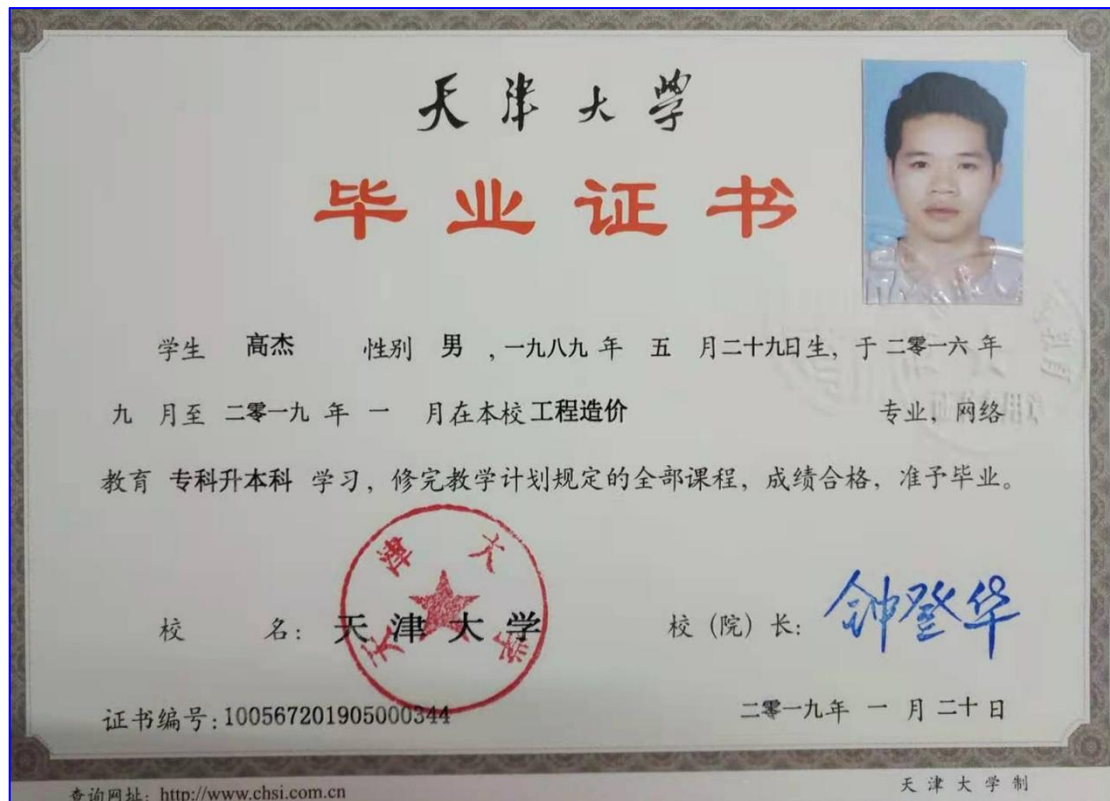 天津大学
毕业证书
学生 高杰 性别 男 ,一九八九 年 五 月二十九日生, 于 二零一六 年
九 月至 二零一九 年 一 月在本校 工程造价 专业, 网络
教育 专科升本科 学习, 修完教学计划规定的全部课程, 成绩合格, 准予毕业。
天津大学
校 名: 天津大学 校(院)长: 钟登华
证书编号:100567201905000344 二零一九年 一 月 二十 日
查询网址: http://www.chsi.com.cn 天津大学制